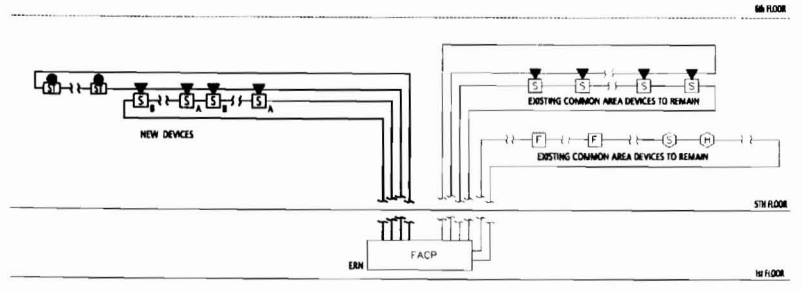 6th FLOOR
ST ST
S S S S
B A B A
NEW DEVICES
S S S S
EXISTING COMMON AREA DEVICES TO REMAIN
F F S H
EXISTING COMMON AREA DEVICES TO REMAIN
5TH FLOOR
FACP
ERN
1st FLOOR